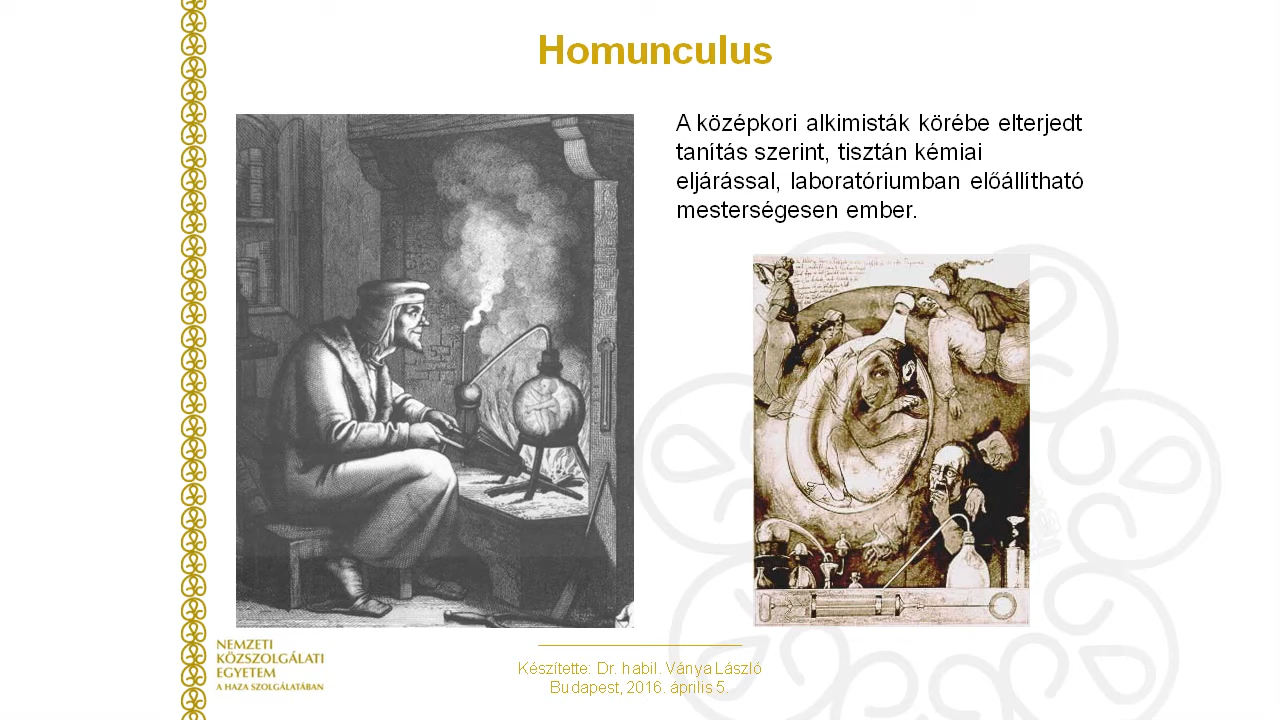 Homunculus
A középkori alkimisták körébe elterjedt
tanítás szerint, tisztán kémiai
eljárással, laboratóriumban előállítható
mesterségesen ember.
NEMZETI
KÖZSZOLGÁLATI
EGYETEM
A HAZA SZOLGÁLATÁBAN
Készítette: Dr. habil. Ványa László
Budapest, 2016. április 5.